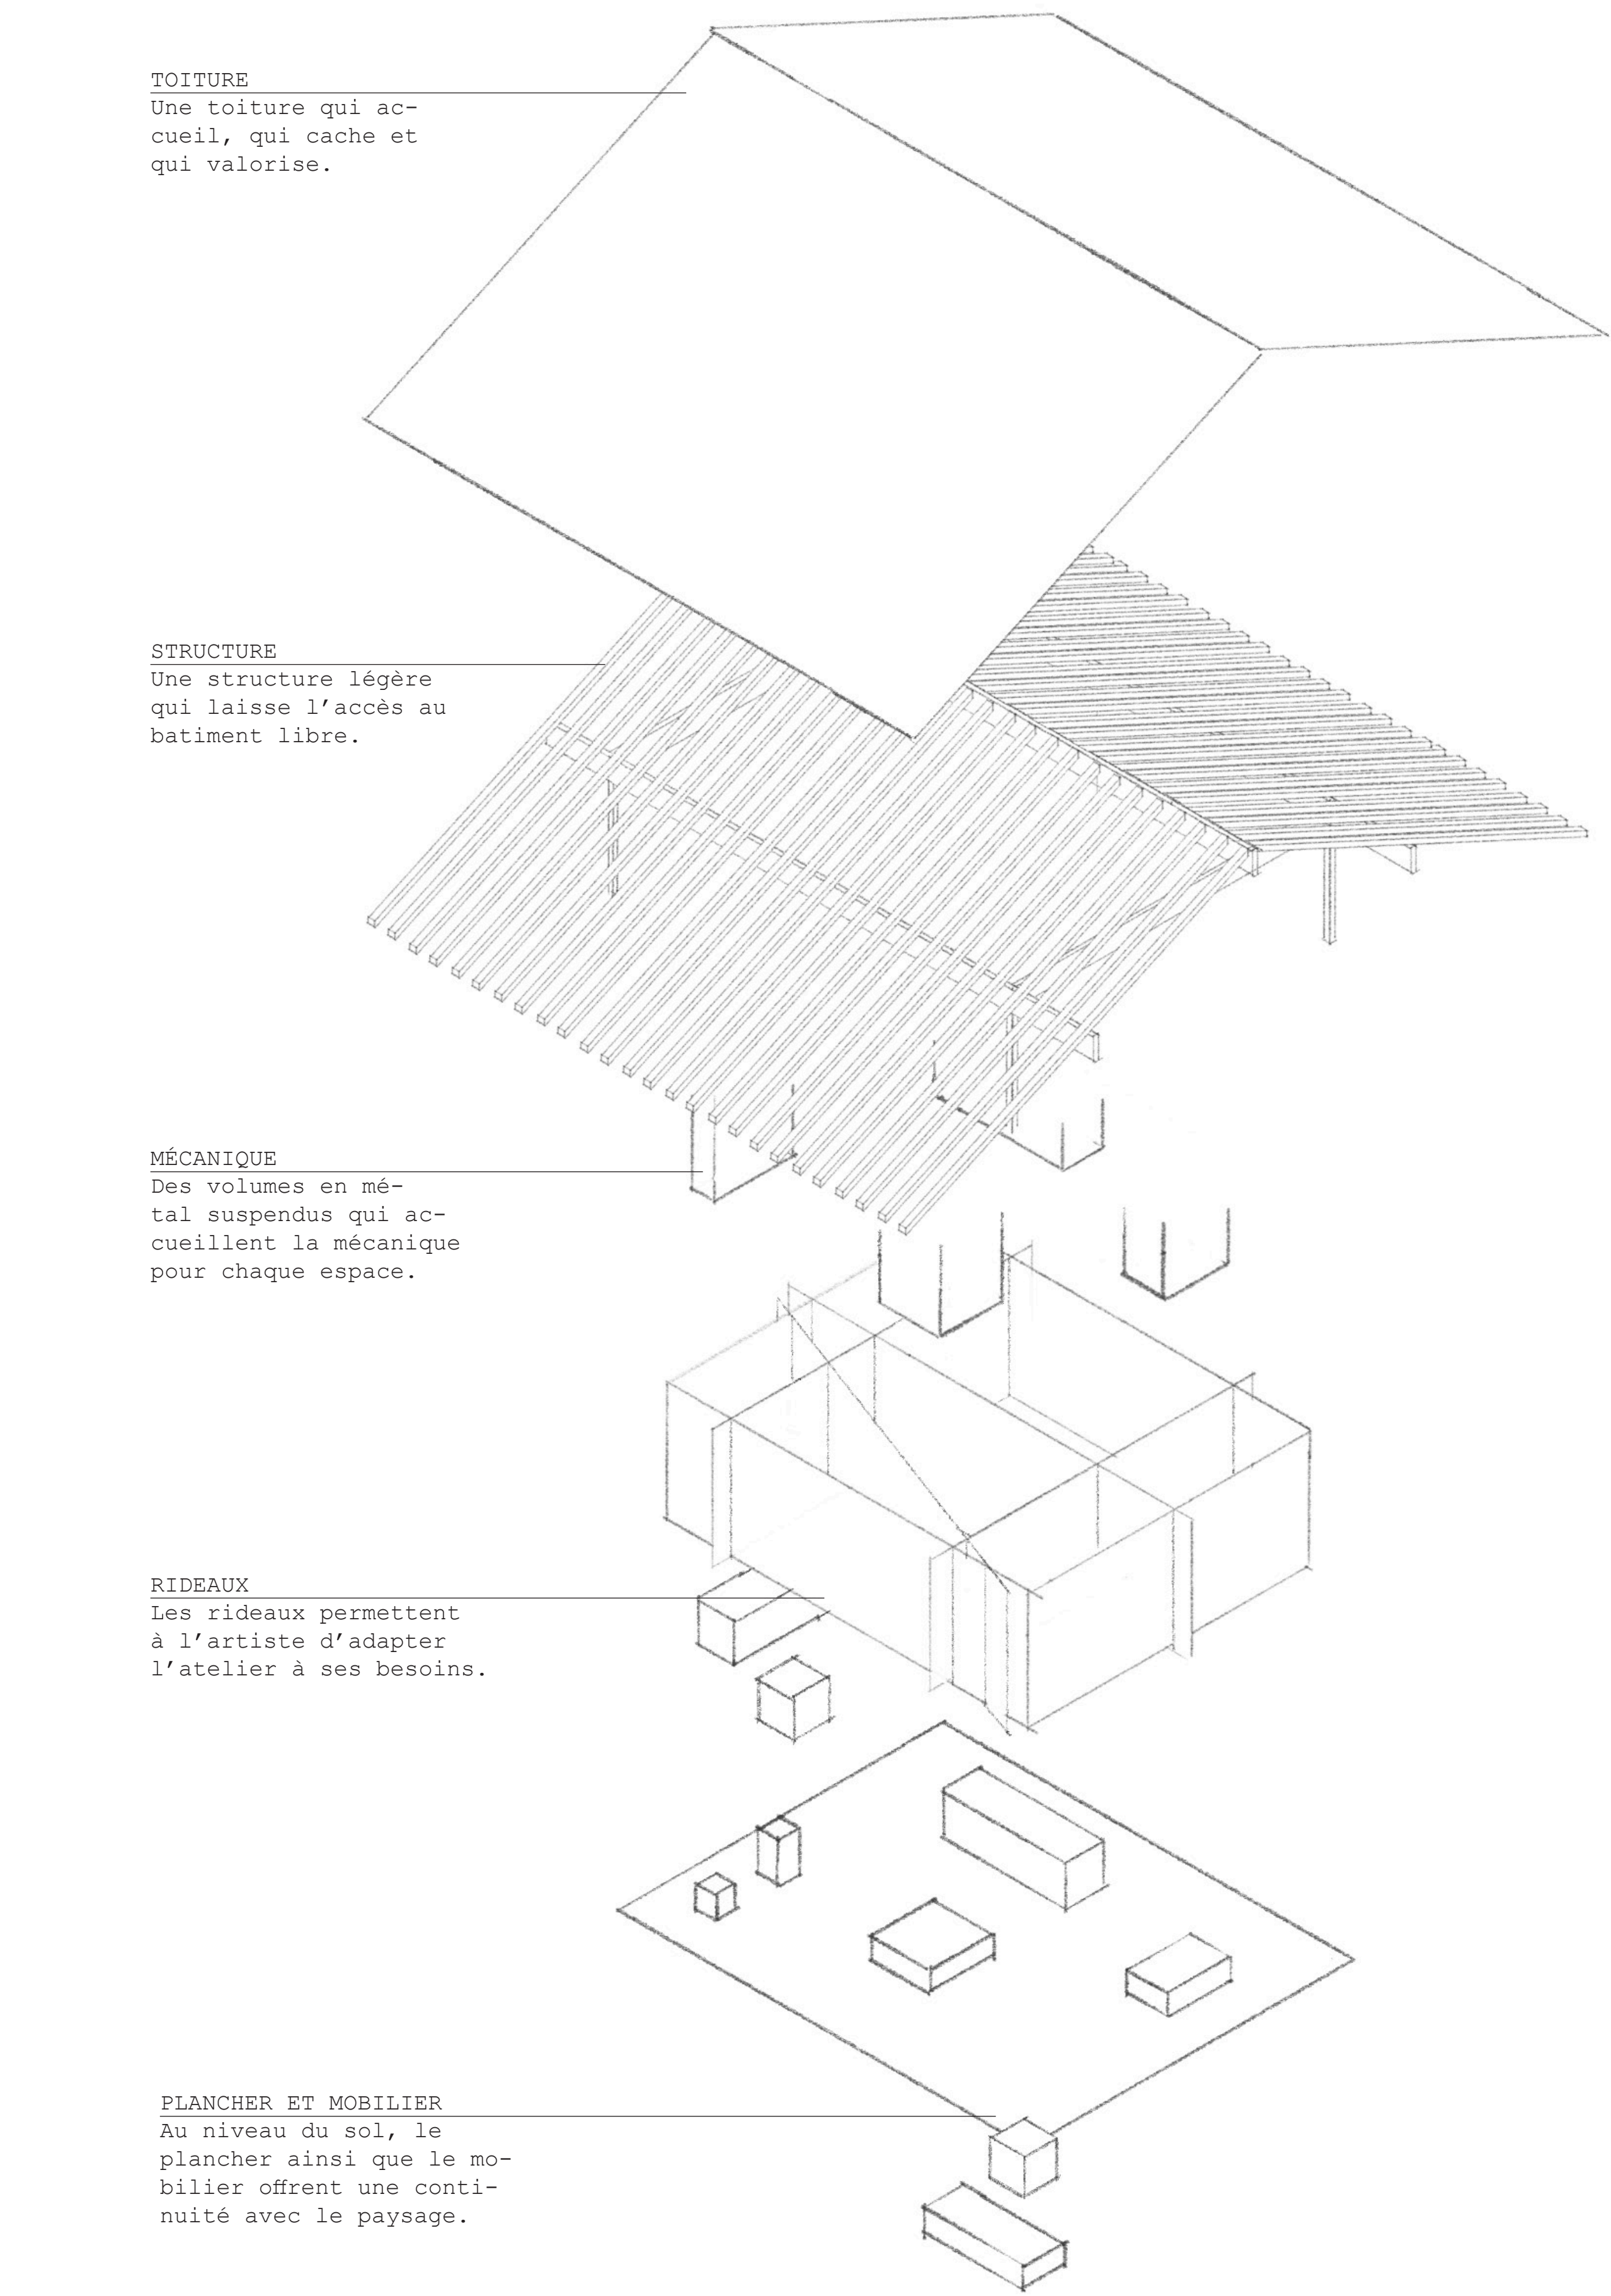 TOITURE
Une toiture qui ac-
cueil, qui cache et
qui valorise.
STRUCTURE
Une structure légère
qui laisse l'accès au
batiment libre.
MÉCANIQUE
Des volumes en mé-
tal suspendus qui ac-
cueillent la mécanique
pour chaque espace.
RIDEAUX
Les rideaux permettent
à l'artiste d'adapter
l'atelier à ses besoins.
PLANCHER ET MOBILIER
Au niveau du sol, le
plancher ainsi que le mo-
bilier offrent une conti-
nuité avec le paysage.